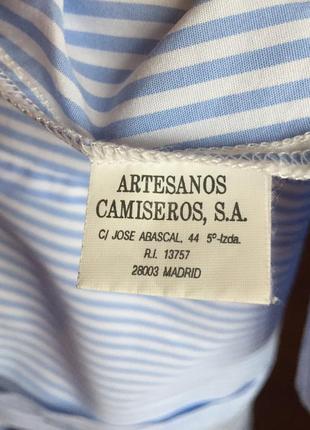 ARTESANOS
CAMISEROS, S.A.
C/ JOSE ABASCAL, 44 5º-Izda.
R.I. 13757
28003 MADRID